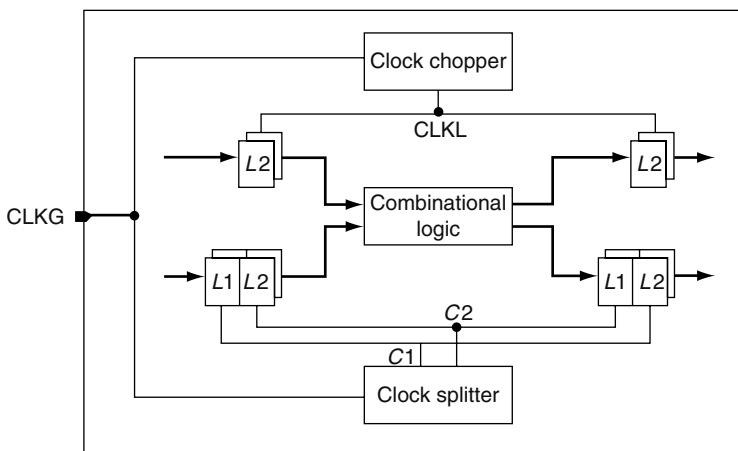 Clock chopper
CLKL
L2
L2
CLKG
Combinational
logic
L1 L2
L1 L2
C2
C1
Clock splitter